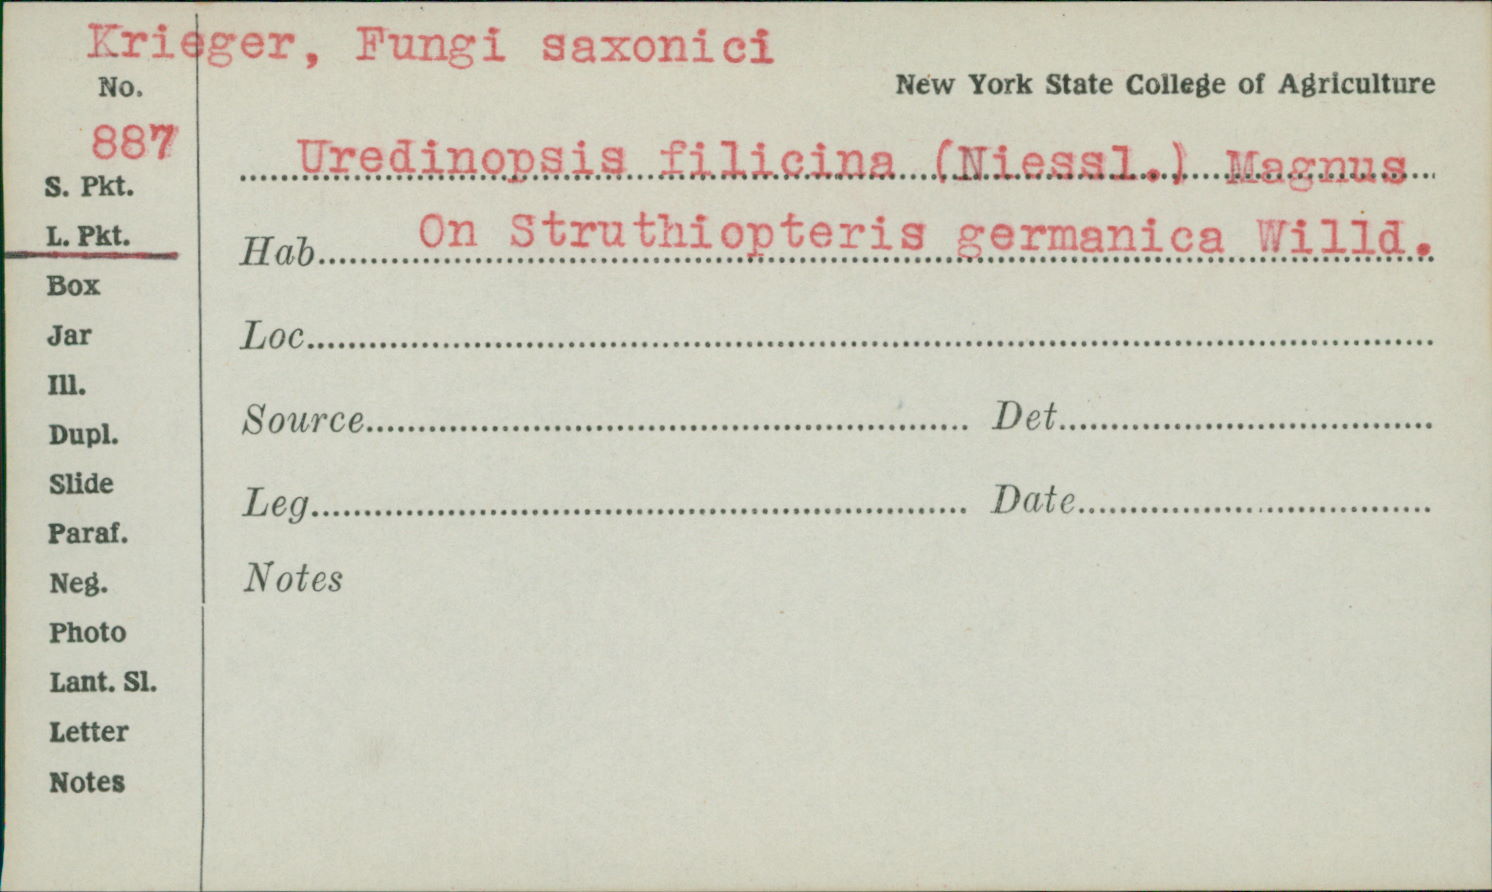 Krieger, Fungi saxonici
No.
New York State College of Agriculture
887
Uredinopsis filicina (Niessl.) Magnus
S. Pkt.
L. Pkt.
Hab. On Struthiopteris germanica Willd.
Box
Jar
Loc.
Ill.
Dupl.
Source Det.
Slide
Leg. Date
Paraf.
Neg.
Notes
Photo
Lant. Sl.
Letter
Notes